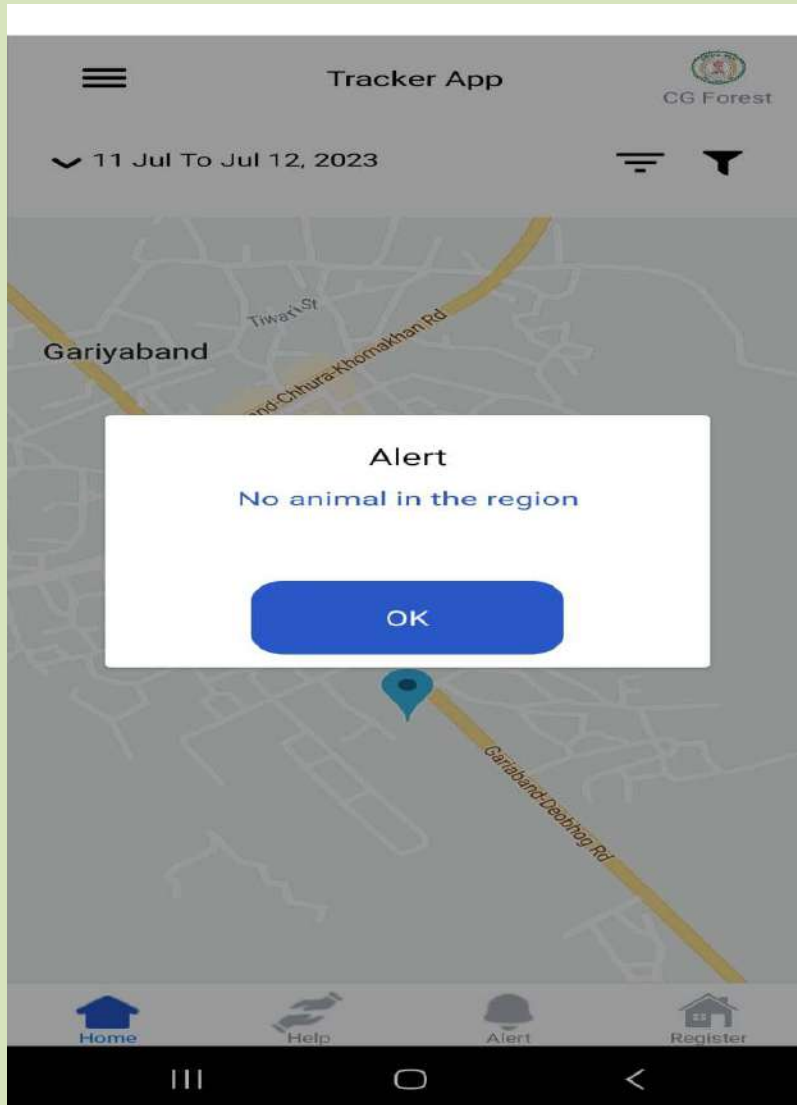 Tracker App
CG Forest
11 Jul To Jul 12, 2023
Tiwari St
Gariyaband
and-Chhura-Khomakhan Rd
Alert
No animal in the region
OK
Gariaband-Deobhog Rd
Home
Help
Alert
Register